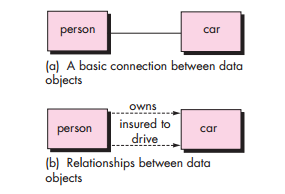 person car
(a) A basic connection between data
objects
owns
person insured to car
drive
(b) Relationships between data
objects